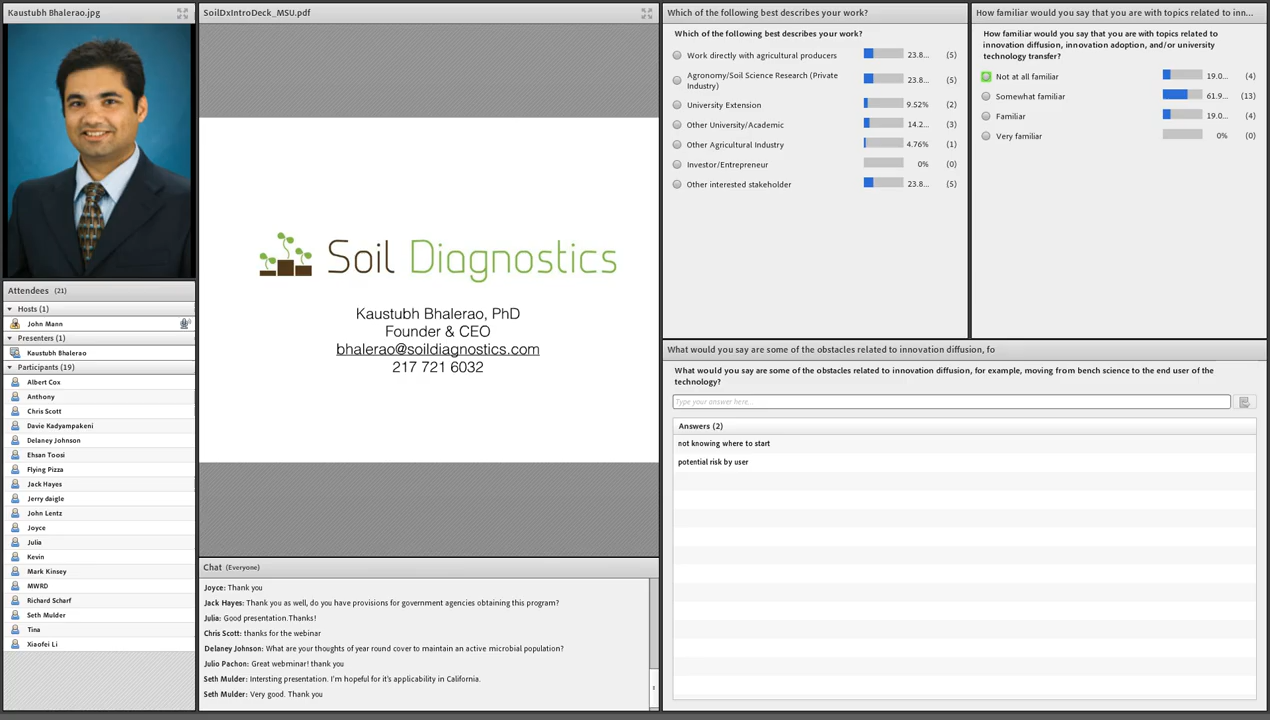 Kaustubh Bhalerao.jpg
Attendees (21)
Hosts (1)
John Mann
Presenters (1)
Kaustubh Bhalerao
Participants (19)
Albert Cox
Anthony
Chris Scott
Davie Kadyampakeni
Delaney Johnson
Ehsan Toosi
Flying Pizza
Jack Hayes
Jerry daigle
John Lentz
Joyce
Julia
Kevin
Mark Kinsey
MWRD
Richard Scharf
Seth Mulder
Tina
Xiaofei Li
SoilDxIntroDeck_MSU.pdf
Soil Diagnostics
Kaustubh Bhalerao, PhD
Founder & CEO
bhalerao@soildiagnostics.com
217 721 6032
Chat (Everyone)
Joyce: Thank you
Jack Hayes: Thank you as well, do you have provisions for government agencies obtaining this program?
Julia: Good presentation.Thanks!
Chris Scott: thanks for the webinar
Delaney Johnson: What are your thoughts of year round cover to maintain an active microbial population?
Julio Pachon: Great webminar! thank you
Seth Mulder: Intersting presentation. I'm hopeful for it's applicability in California.
Seth Mulder: Very good. Thank you
Which of the following best describes your work?
Which of the following best describes your work?
Work directly with agricultural producers 23.8... (5)
Agronomy/Soil Science Research (Private
Industry) 23.8... (5)
University Extension 9.52% (2)
Other University/Academic 14.2... (3)
Other Agricultural Industry 4.76% (1)
Investor/Entrepreneur 0% (0)
Other interested stakeholder 23.8... (5)
How familiar would you say that you are with topics related to inn...
How familiar would you say that you are with topics related to
innovation diffusion, innovation adoption, and/or university
technology transfer?
Not at all familiar 19.0... (4)
Somewhat familiar 61.9... (13)
Familiar 19.0... (4)
Very familiar 0% (0)
What would you say are some of the obstacles related to innovation diffusion, fo
What would you say are some of the obstacles related to innovation diffusion, for example, moving from bench science to the end user of the
technology?
Type your answer here...
Answers (2)
not knowing where to start
potential risk by user